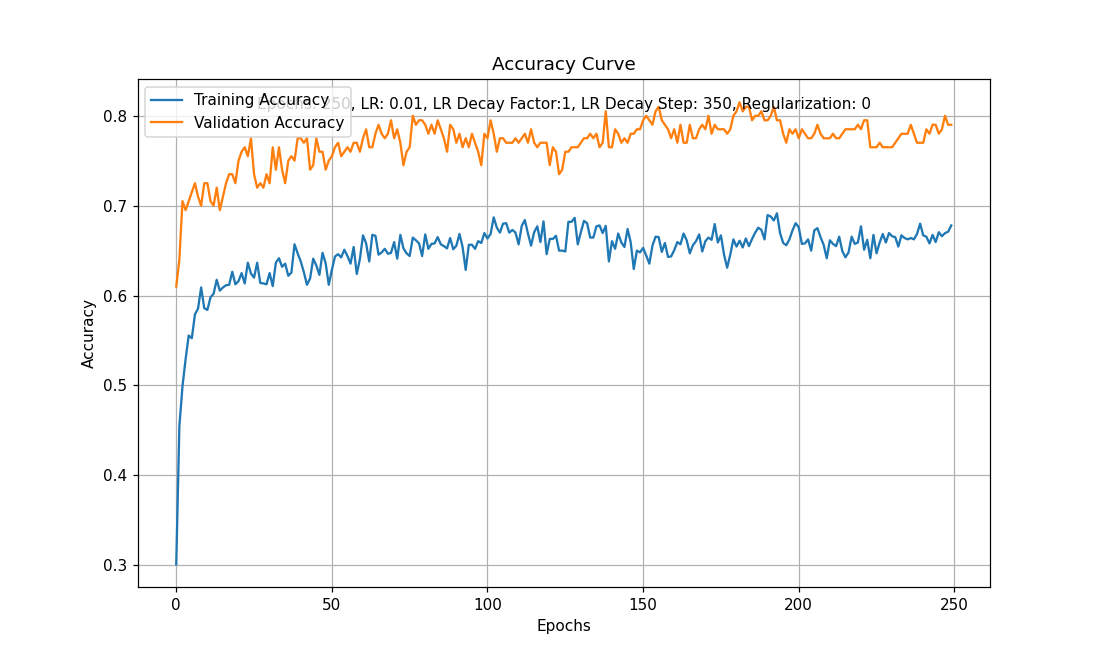 Accuracy Curve
Epochs: 250, LR: 0.01, LR Decay Factor:1, LR Decay Step: 350, Regularization: 0
Training Accuracy
Validation Accuracy
Accuracy
0.8
0.7
0.6
0.5
0.4
0.3
0 50 100 150 200 250
Epochs